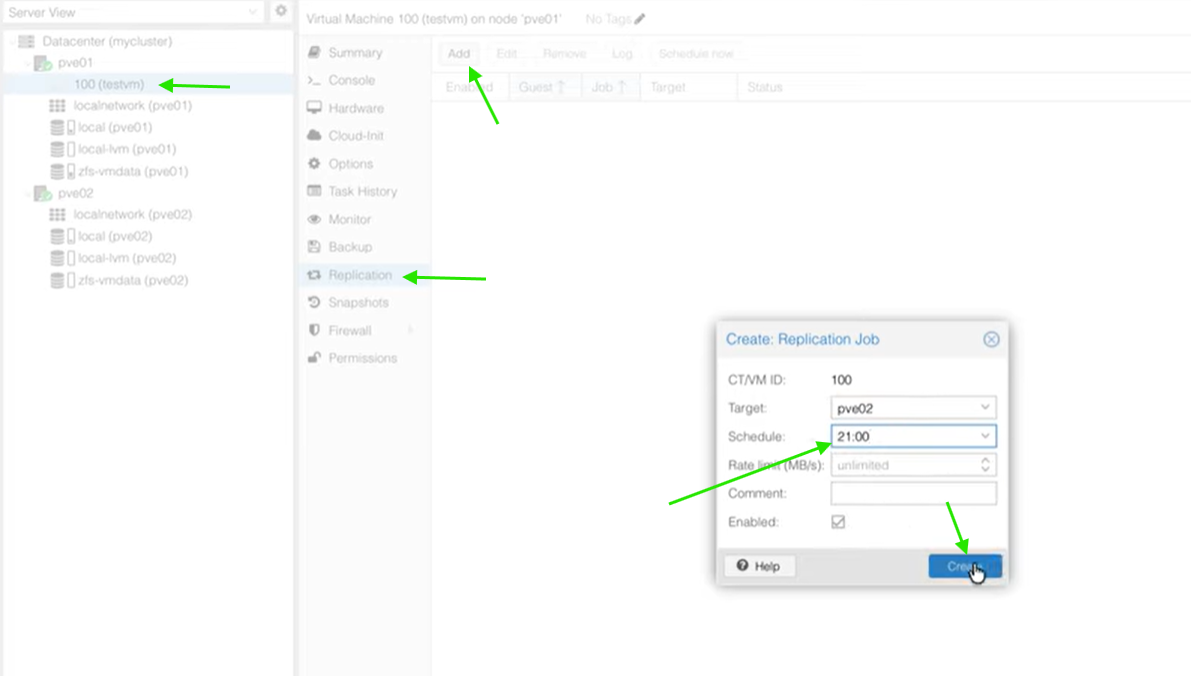 Server View
Virtual Machine 100 (testvm) on node 'pve01' No Tags
Datacenter (mycluster)
pve01
100 (testvm)
localnetwork (pve01)
local (pve01)
local-lvm (pve01)
zfs-vmdata (pve01)
pve02
localnetwork (pve02)
local (pve02)
local-lvm (pve02)
zfs-vmdata (pve02)
Summary
Console
Hardware
Cloud-Init
Options
Task History
Monitor
Backup
Replication
Snapshots
Firewall
Permissions
Add Edit Remove Log Schedule now
Enabled Guest Job Target Status
Create: Replication Job
CT/VM ID: 100
Target: pve02
Schedule: 21:00
Rate limit (MB/s): unlimited
Comment:
Enabled:
Help Create